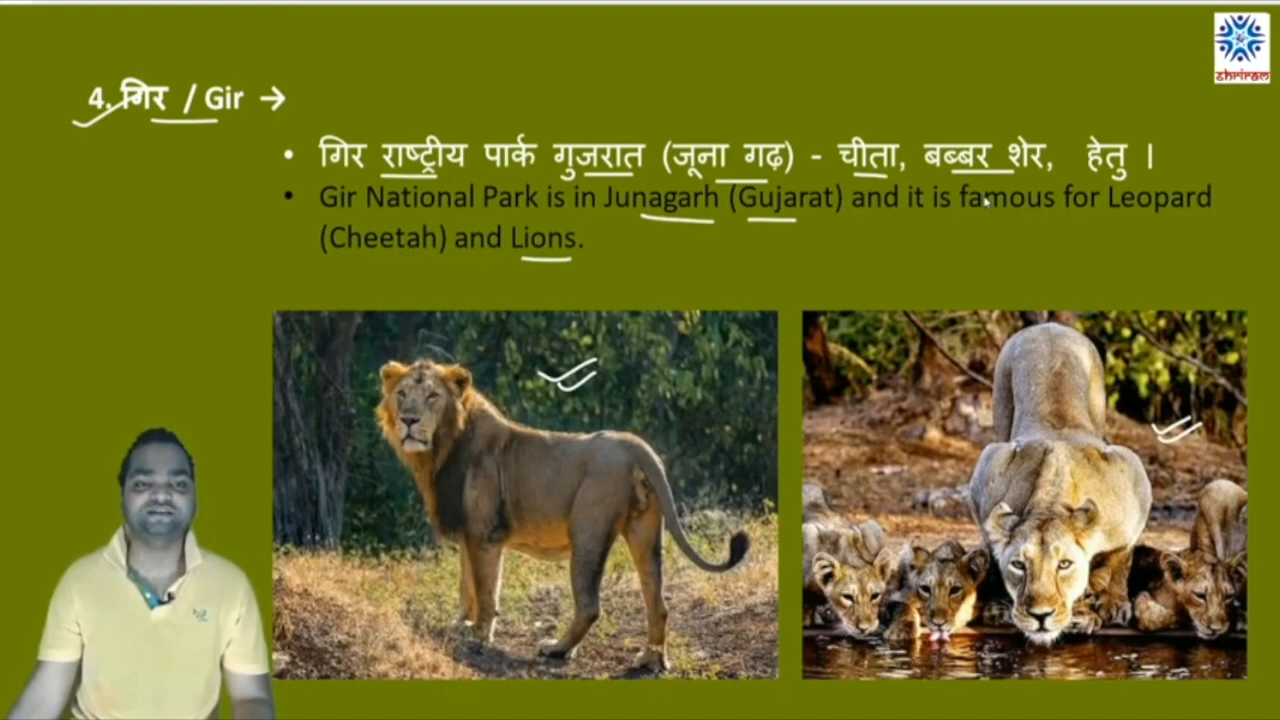 shriram
4. गिर / Gir →
• गिर राष्ट्रीय पार्क गुजरात (जूना गढ़) - चीता, बब्बर शेर, हेतु ।
• Gir National Park is in Junagarh (Gujarat) and it is famous for Leopard
(Cheetah) and Lions.